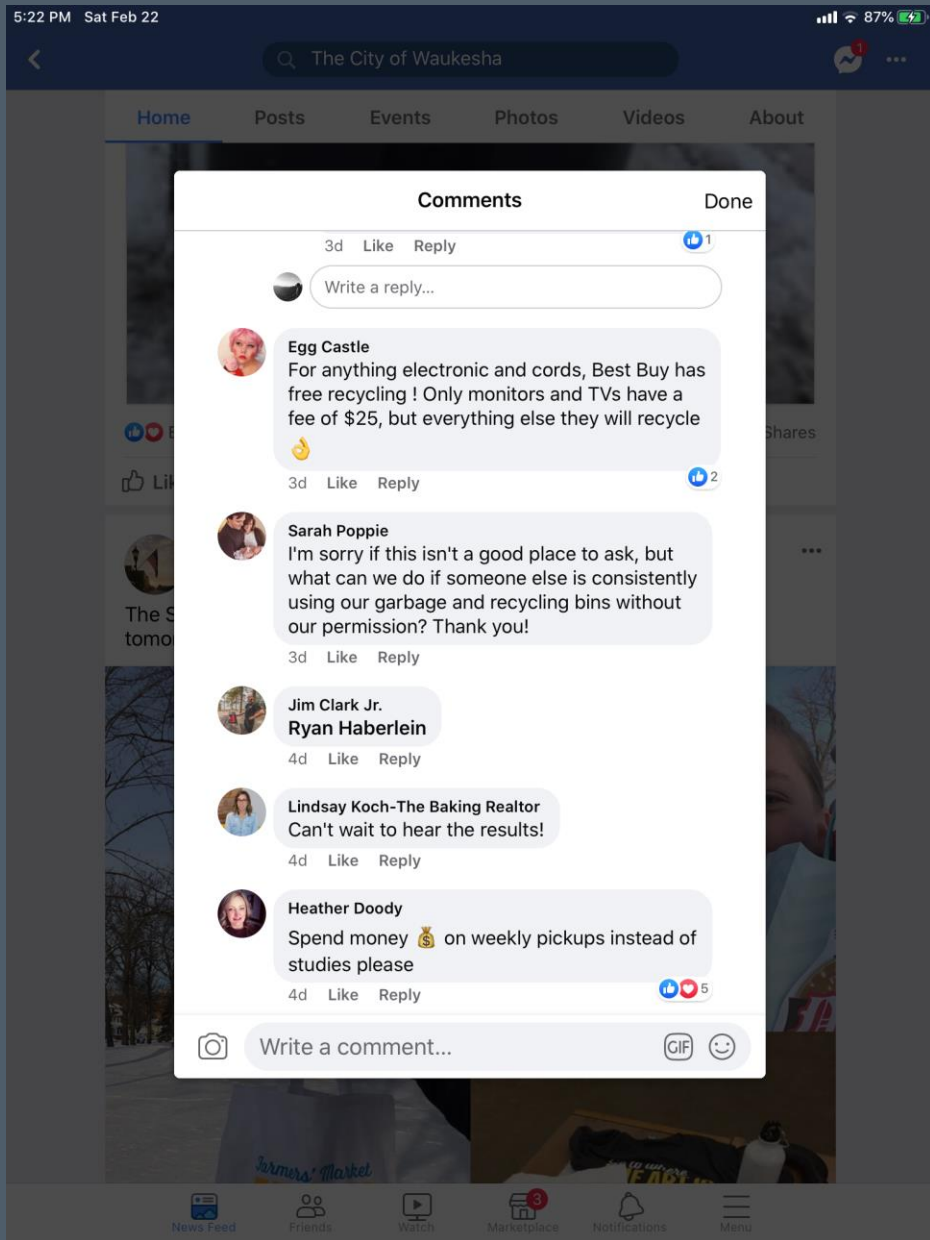 5:22 PM Sat Feb 22
87%
The City of Waukesha
1
Home Posts Events Photos Videos About
Comments
Done
3d Like Reply
1
Write a reply...
Egg Castle
For anything electronic and cords, Best Buy has
free recycling ! Only monitors and TVs have a
fee of $25, but everything else they will recycle
👌
3d Like Reply
2
Shares
Sarah Poppie
I'm sorry if this isn't a good place to ask, but
what can we do if someone else is consistently
using our garbage and recycling bins without
our permission? Thank you!
3d Like Reply
The
Jim Clark Jr.
Ryan Haberlein
4d Like Reply
Lindsay Koch-The Baking Realtor
Can't wait to hear the results!
4d Like Reply
Heather Doody
Spend money 💰 on weekly pickups instead of
studies please
4d Like Reply
5
Write a comment...
GIF
Farmers' Market
News Feed Friends Watch Marketplace Notifications Menu
3